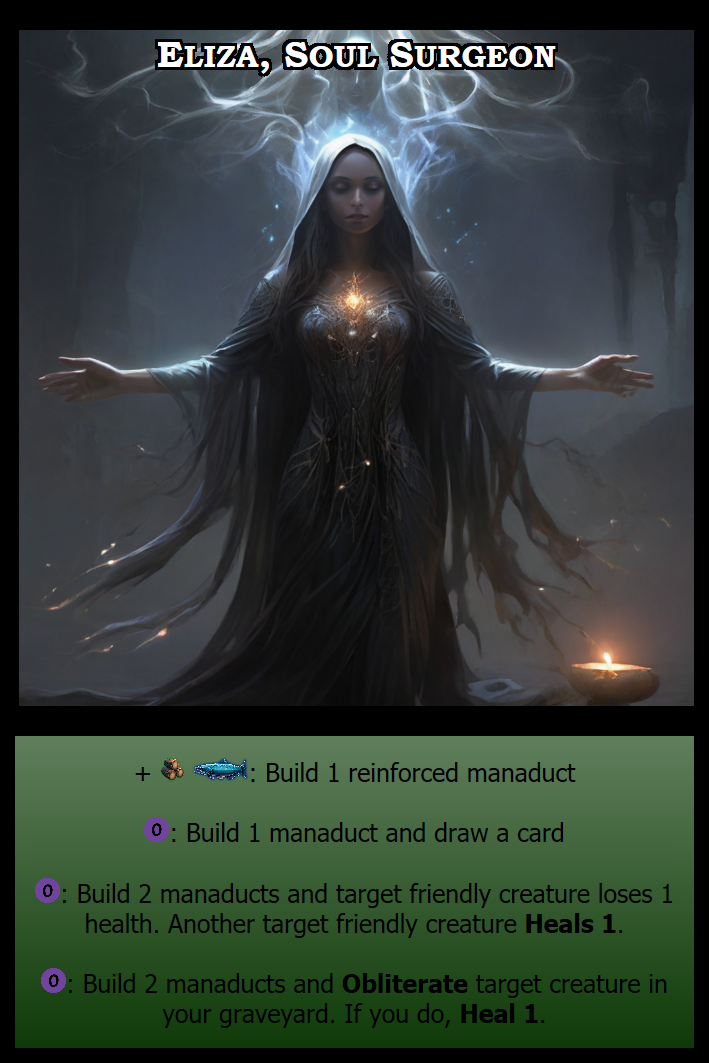 Eliza, Soul Surgeon
+ : Build 1 reinforced manaduct
0: Build 1 manaduct and draw a card
0: Build 2 manaducts and target friendly creature loses 1
health. Another target friendly creature Heals 1.
0: Build 2 manaducts and Obliterate target creature in
your graveyard. If you do, Heal 1.